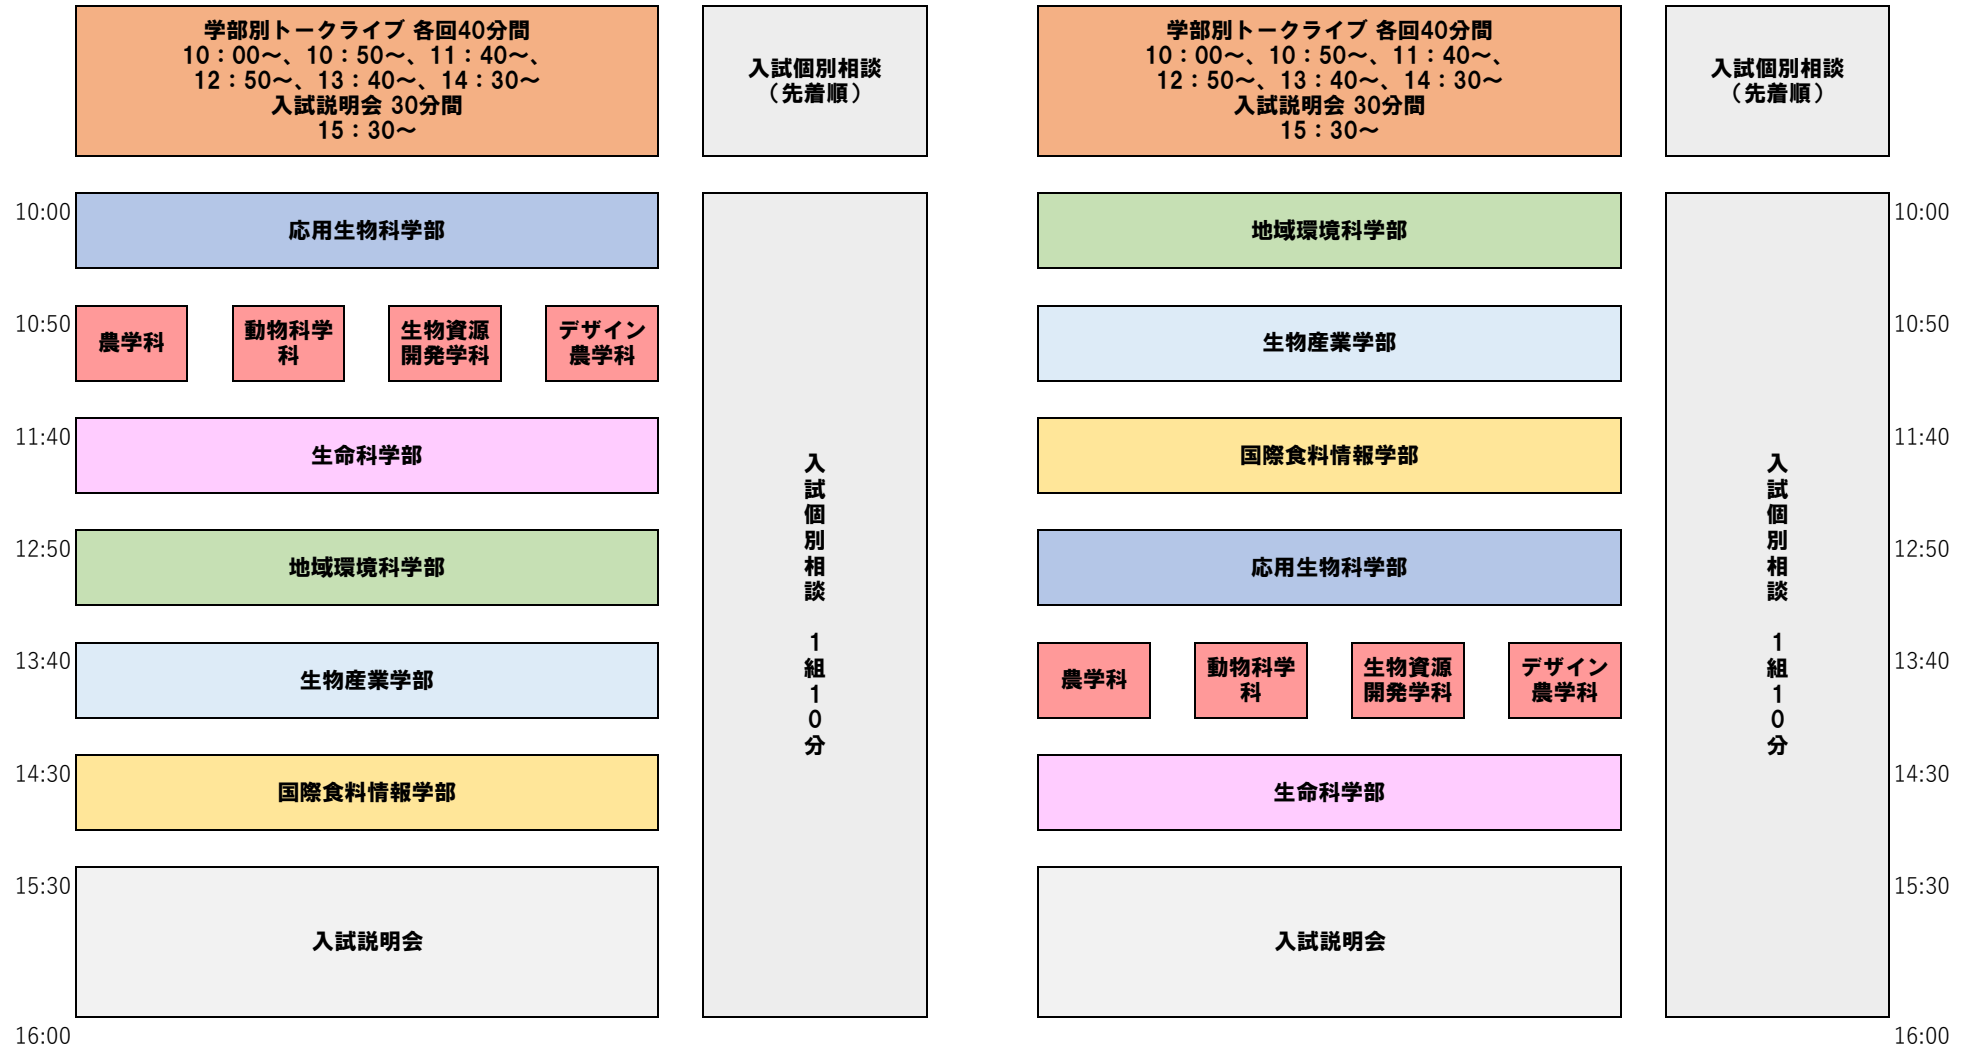 学部別トークライブ 各回40分間
10：00～、10：50～、11：40～、
12：50～、13：40～、14：30～
入試説明会 30分間
15：30～
入試個別相談
（先着順）
学部別トークライブ 各回40分間
10：00～、10：50～、11：40～、
12：50～、13：40～、14：30～
入試説明会 30分間
15：30～
入試個別相談
（先着順）
10:00
応用生物科学部
地域環境科学部
10:00
10:50
農学科
動物科学
科
生物資源
開発学科
デザイン
農学科
生物産業学部
10:50
11:40
生命科学部
国際食料情報学部
11:40
入試個別相談　１組１０分
入試個別相談　１組１０分
12:50
地域環境科学部
応用生物科学部
12:50
13:40
生物産業学部
農学科
動物科学
科
生物資源
開発学科
デザイン
農学科
13:40
14:30
国際食料情報学部
生命科学部
14:30
15:30
入試説明会
入試説明会
15:30
16:00
16:00